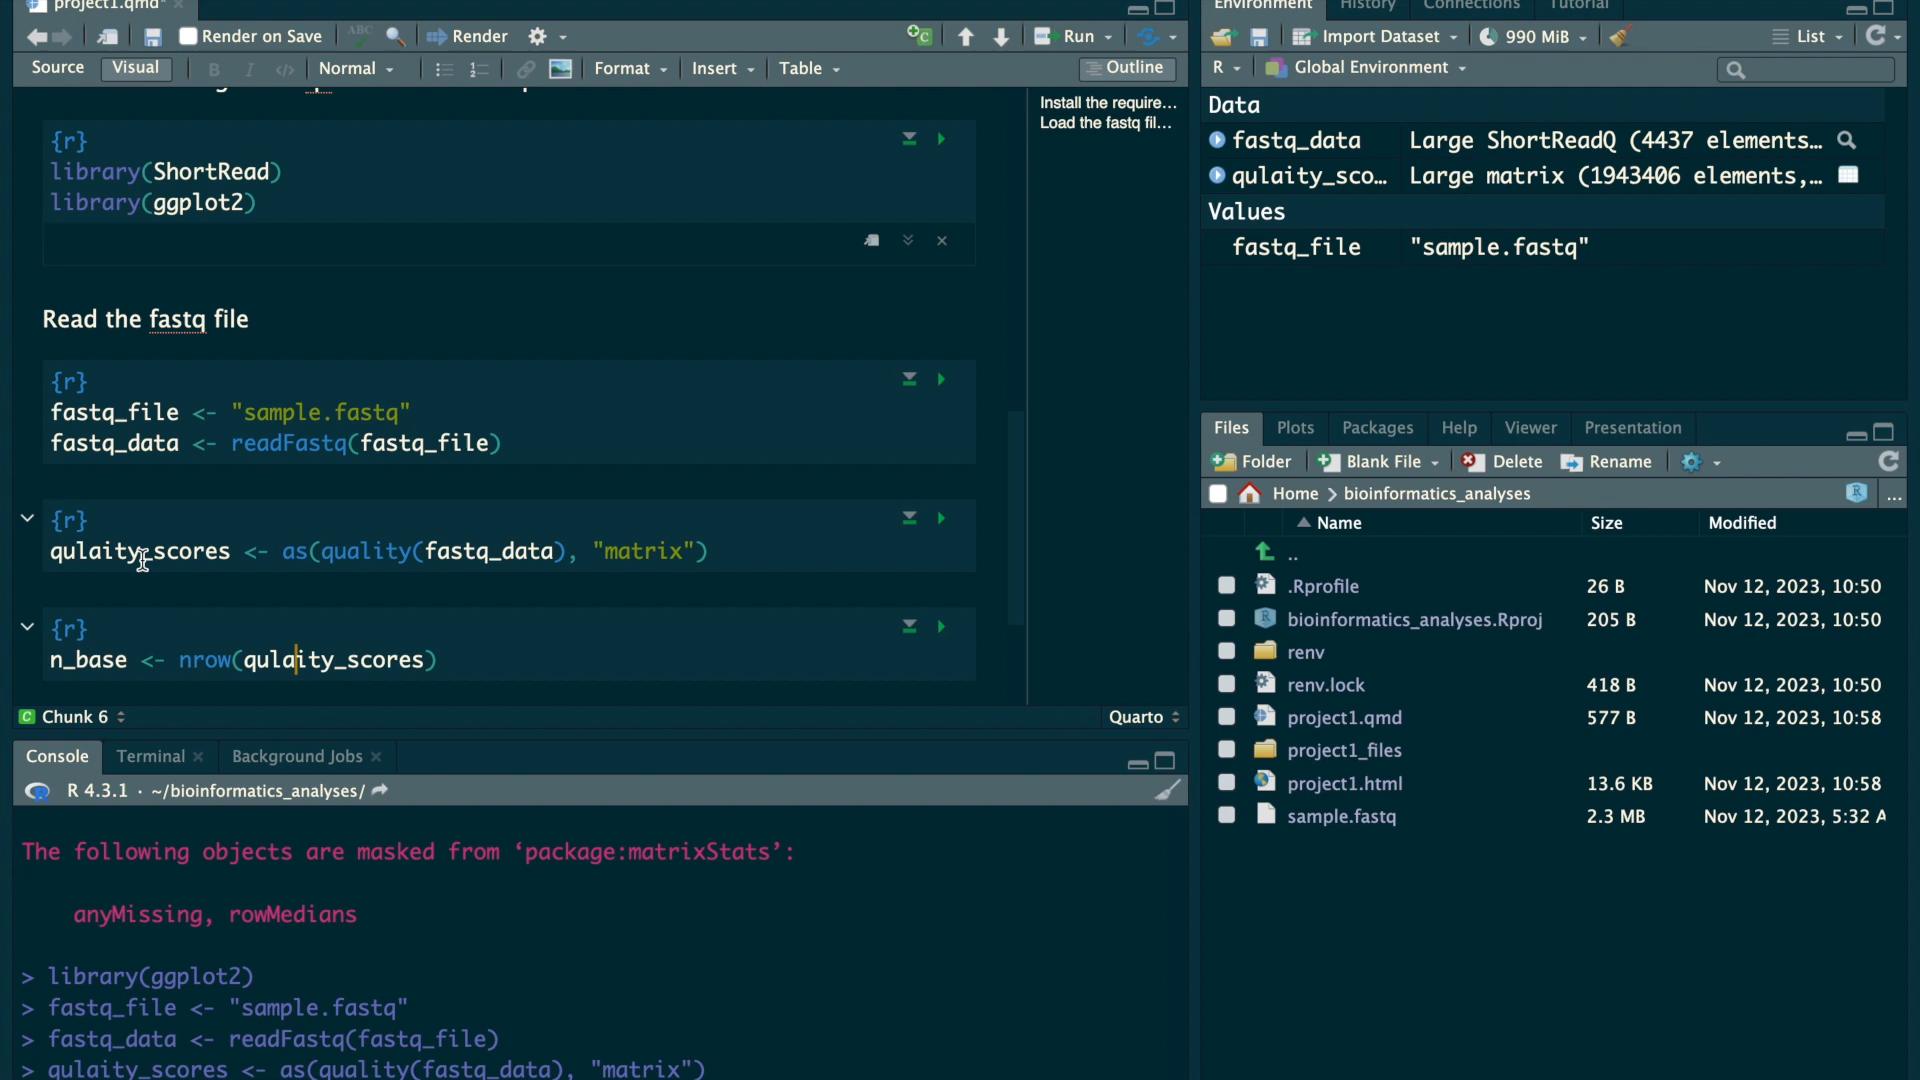 project1.qmd*
Render on Save
ABC
Render
Run
Source
Visual
B
I
</>
Normal
Format
Insert
Table
Outline
{r}
library(ShortRead)
library(ggplot2)
Read the fastq file
{r}
fastq_file <- "sample.fastq"
fastq_data <- readFastq(fastq_file)
{r}
qulaity_scores <- as(quality(fastq_data), "matrix")
{r}
n_base <- nrow(qulaity_scores)
Install the require...
Load the fastq fil...
Chunk 6
Quarto
Console
Terminal
Background Jobs
R 4.3.1 · ~/bioinformatics_analyses/
The following objects are masked from ‘package:matrixStats’:
anyMissing, rowMedians
> library(ggplot2)
> fastq_file <- "sample.fastq"
> fastq_data <- readFastq(fastq_file)
> qulaity_scores <- as(quality(fastq_data), "matrix")
Environment
History
Connections
Tutorial
Import Dataset
990 MiB
List
R
Global Environment
Data
fastq_data Large ShortReadQ (4437 elements...
qulaity_sco... Large matrix (1943406 elements,...
Values
fastq_file "sample.fastq"
Files
Plots
Packages
Help
Viewer
Presentation
Folder
Blank File
Delete
Rename
Home > bioinformatics_analyses
...
Name Size Modified
..
.Rprofile 26 B Nov 12, 2023, 10:50
bioinformatics_analyses.Rproj 205 B Nov 12, 2023, 10:50
renv
renv.lock 418 B Nov 12, 2023, 10:50
project1.qmd 577 B Nov 12, 2023, 10:58
project1_files
project1.html 13.6 KB Nov 12, 2023, 10:58
sample.fastq 2.3 MB Nov 12, 2023, 5:32 A